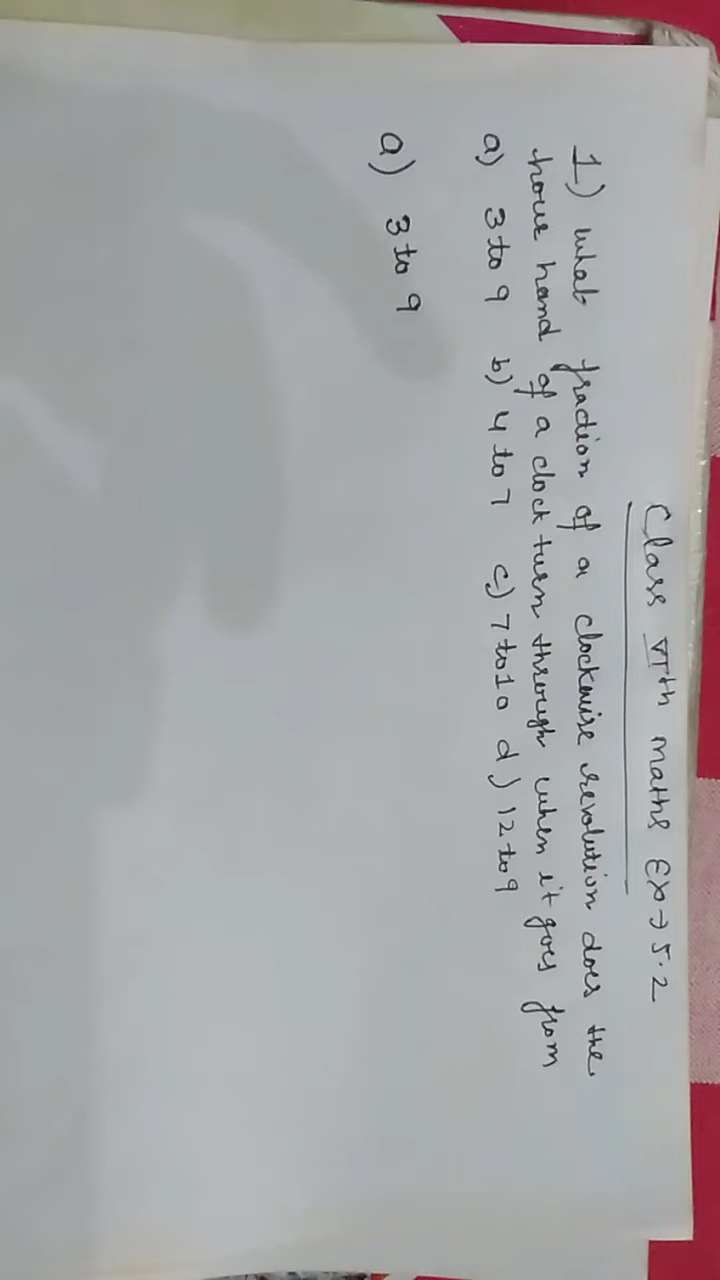 Class VIth maths Ex→5.2
1) what fraction of a clockwise revolution does the
hour hand of a clock turn through when it goes from
a) 3 to 9 b) 4 to 7 c) 7 to 10 d) 12 to 9
a) 3 to 9